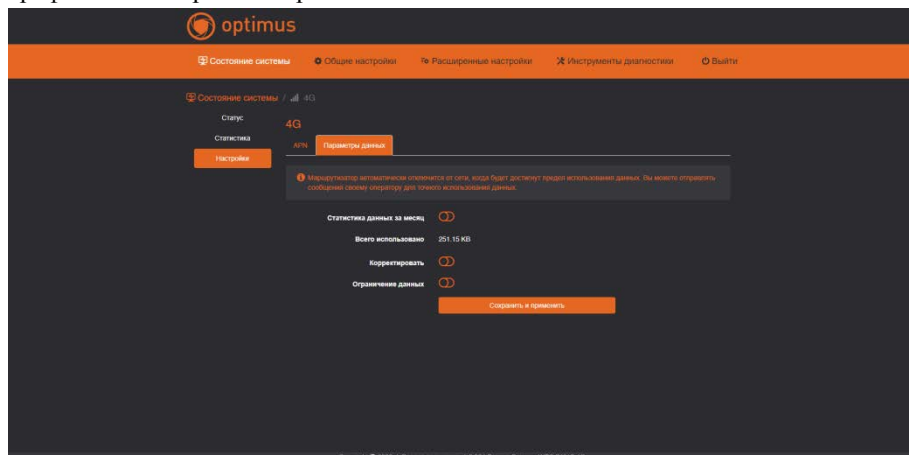 optimus
Состояние системы Общие настройки Расширенные настройки Инструменты диагностики Выйти
Состояние системы / 4G
Статус
4G
Статистика
APN Параметры данных
Настройки
Маршрутизатор автоматически отключится от сети, когда будет достигнут предел использования данных. Вы можете отправлять
сообщения своему оператору для точного использования данных.
Статистика данных за месяц
Всего использовано 251.15 KB
Корректировать
Ограничения данных
Сохранить и применить